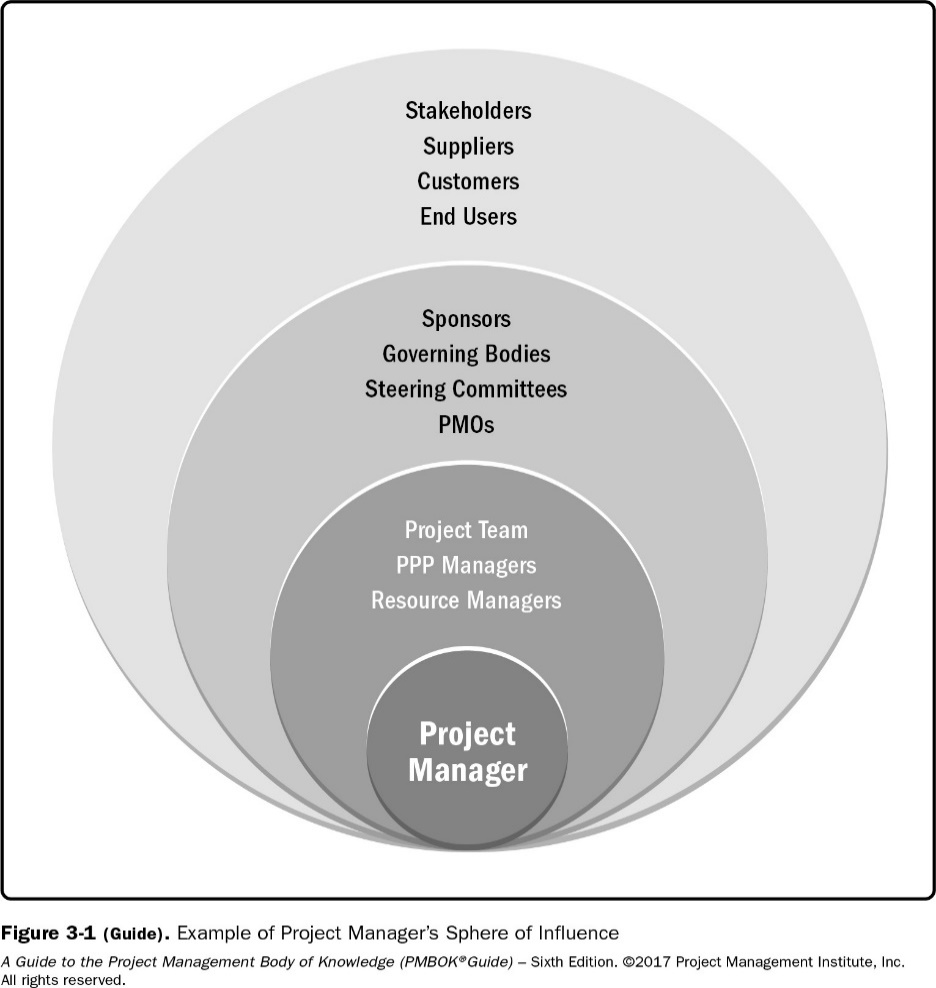 Stakeholders
Suppliers
Customers
End Users
Sponsors
Governing Bodies
Steering Committees
PMOs
Project Team
PPP Managers
Resource Managers
Project
Manager
Figure 3-1 (Guide). Example of Project Manager’s Sphere of Influence
A Guide to the Project Management Body of Knowledge (PMBOK® Guide) – Sixth Edition. ©2017 Project Management Institute, Inc.
All rights reserved.